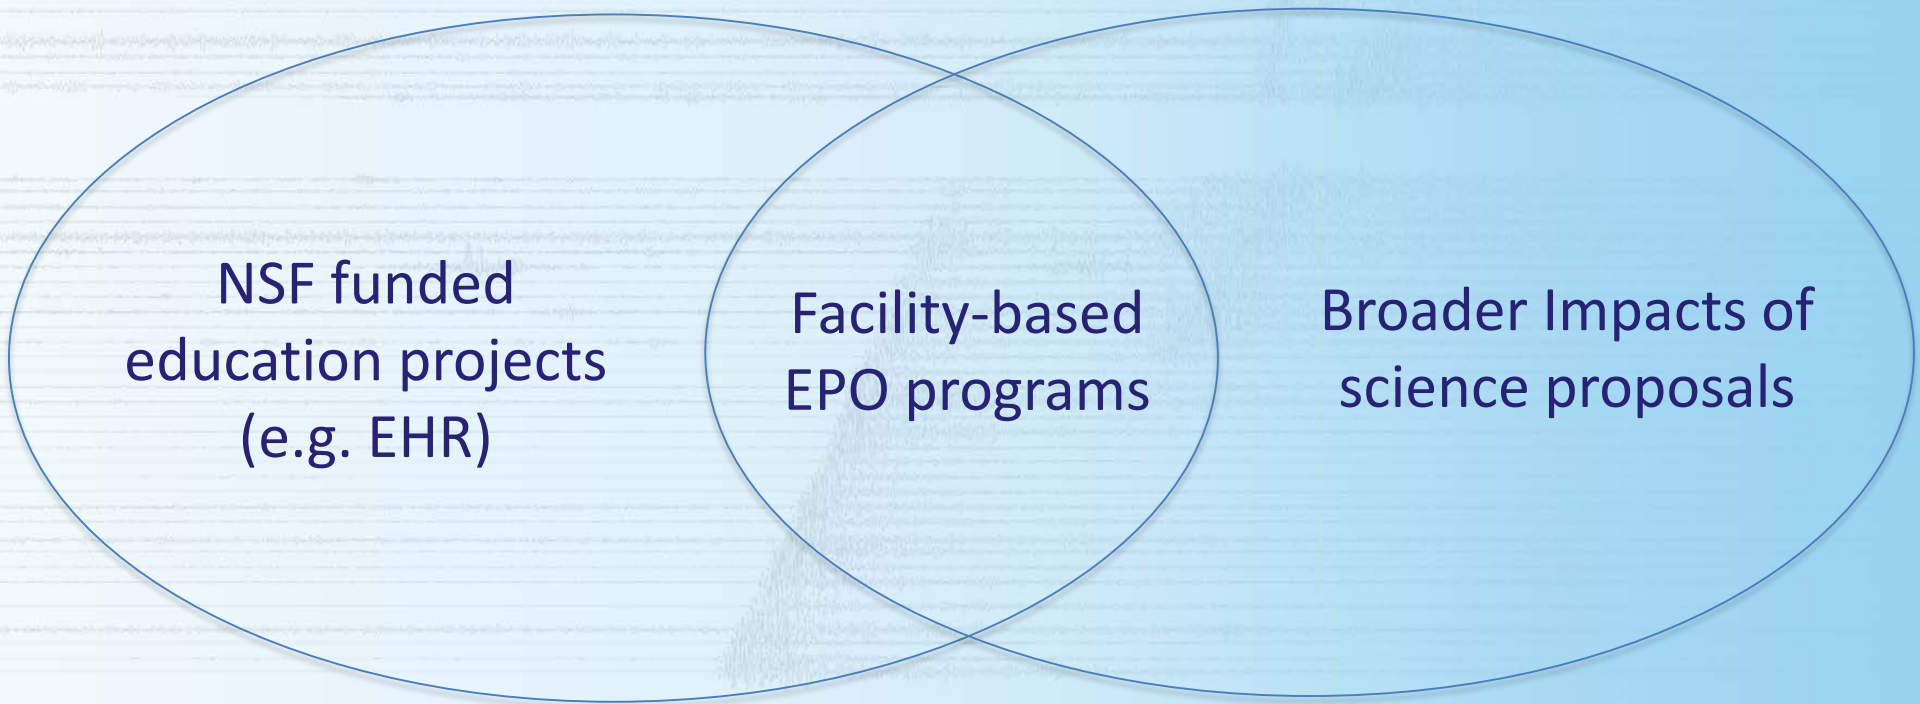 NSF funded
education projects
(e.g. EHR)
Facility-based
EPO programs
Broader Impacts of
science proposals